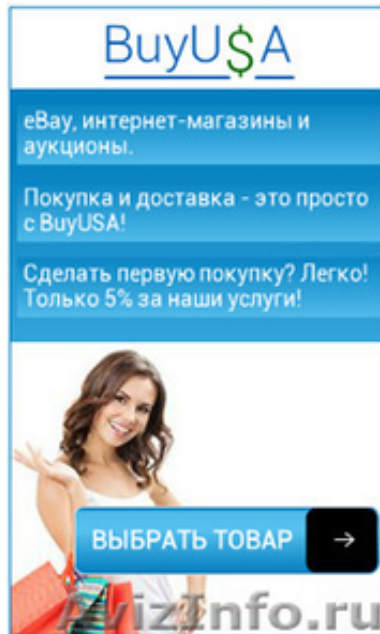 BuyU$A
eBay, интернет-магазины и
аукционы.
Покупка и доставка - это просто
с BuyUSA!
Сделать первую покупку? Легко!
Только 5% за наши услуги!
ВЫБРАТЬ ТОВАР →
AvizInfo.ru